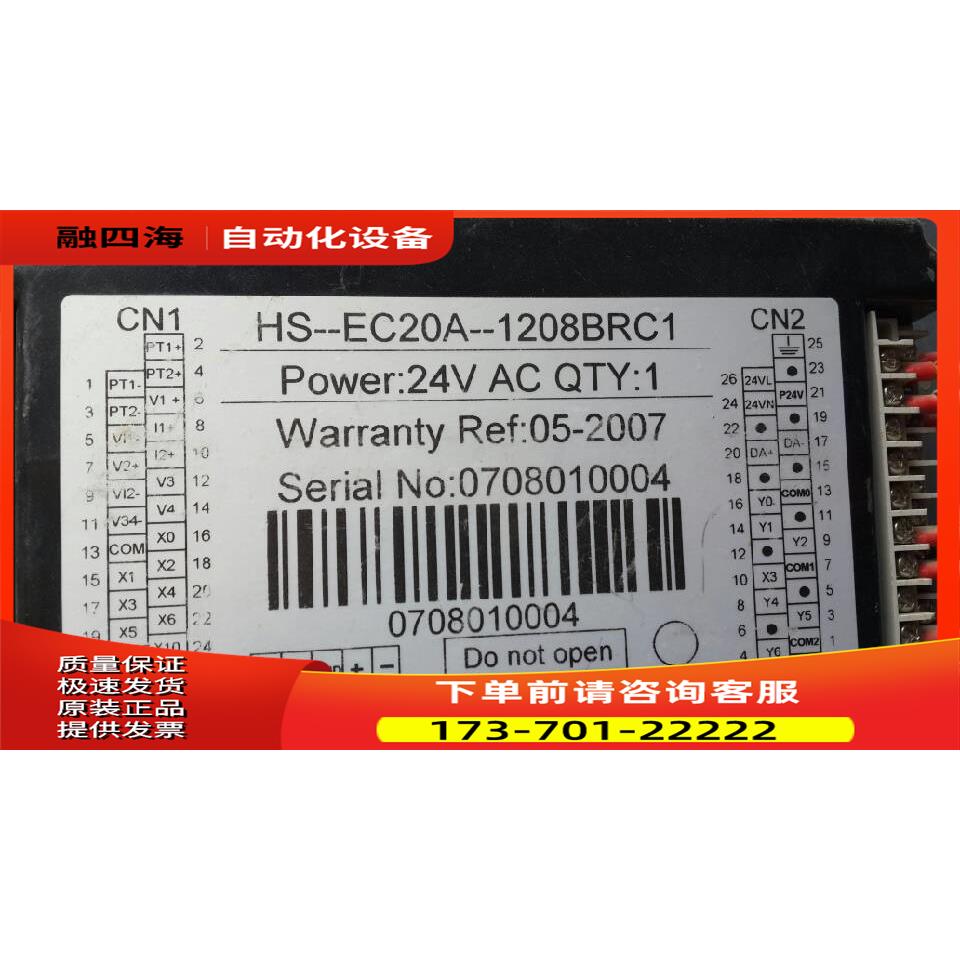 融四海 自动化设备
CN1
HS--EC20A--1208BRC1
CN2
Power:24V AC QTY:1
Warranty Ref:05-2007
Serial No:0708010004
0708010004
Do not open
PT1+ 2
1 PT1-
PT2+ 4
3 PT2-
V1+ 6
5
I1+ 8
7 V2+
I2+ 10
9 VI2-
V3 12
11 V34-
V4 14
13 COM
X0 16
15 X1
X2 18
17 X3
X4 20
19 X5
X6 22
X10 24
25
23
26 24VL
P24V 21
24 24VN
19
22
DA- 17
20 DA+
15
18
COM0 13
16 Y0
11
14 Y1
Y2 9
12
COM1 7
10 X3
5
8 Y4
Y5 3
6
COM2 1
4 Y6
+ −
质量保证
极速发货
原装正品
提供发票
下单前请咨询客服
173-701-22222